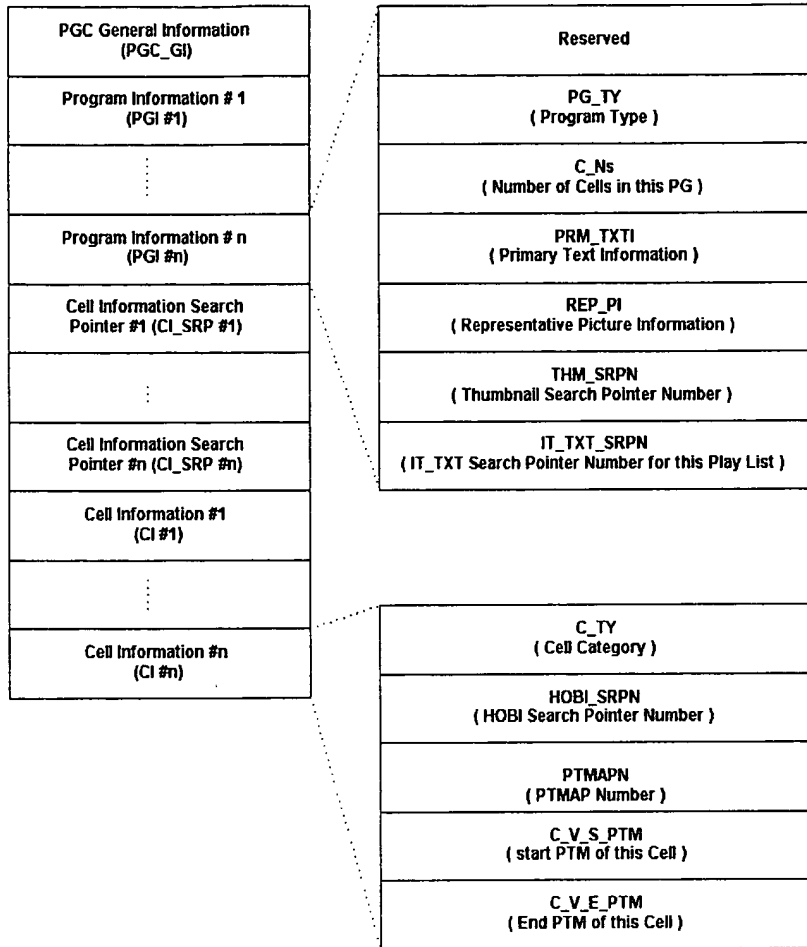 PGC General Information
(PGC_GI)
Program Information # 1
(PGI #1)
Program Information # n
(PGI #n)
Cell Information Search
Pointer #1 (CI_SRP #1)
Cell Information Search
Pointer #n (CI_SRP #n)
Cell Information #1
(CI #1)
Cell Information #n
(CI #n)
Reserved
PG_TY
( Program Type )
C_Ns
( Number of Cells in this PG )
PRM_TXTI
( Primary Text Information )
REP_PI
( Representative Picture Information )
THM_SRPN
( Thumbnail Search Pointer Number )
IT_TXT_SRPN
( IT_TXT Search Pointer Number for this Play List )
C_TY
( Cell Category )
HOBI_SRPN
( HOBI Search Pointer Number )
PTMAPN
( PTMAP Number )
C_V_S_PTM
( start PTM of this Cell )
C_V_E_PTM
( End PTM of this Cell )